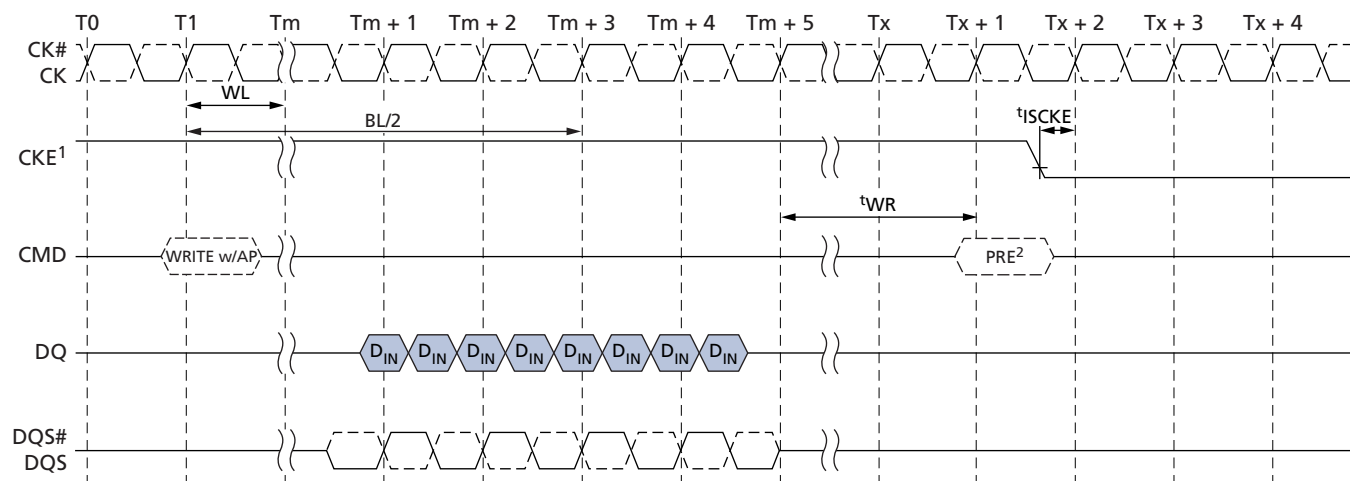 T0 T1 Tm Tm + 1 Tm + 2 Tm + 3 Tm + 4 Tm + 5 Tx Tx + 1 Tx + 2 Tx + 3 Tx + 4
CK#
CK
WL
BL/2
tISCKE
CKE1
tWR
CMD WRITE w/AP PRE2
DQ DIN DIN DIN DIN DIN DIN DIN DIN
DQS#
DQS